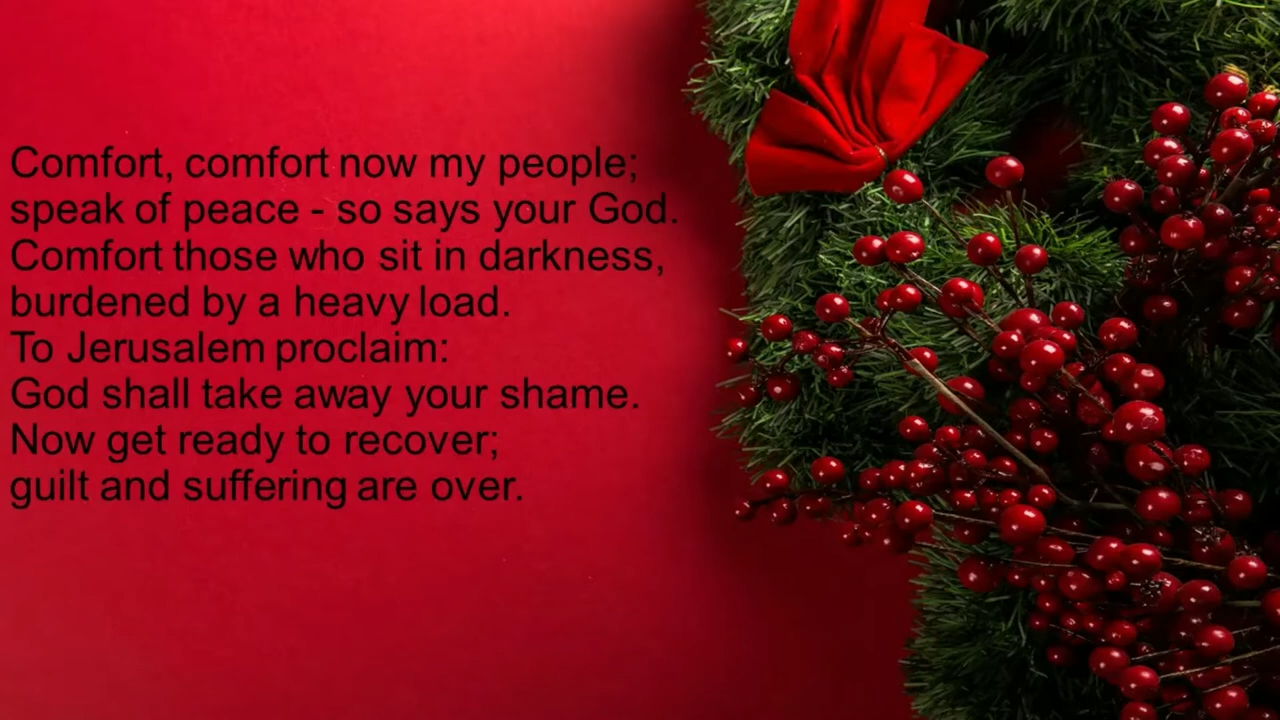 Comfort, comfort now my people;
speak of peace - so says your God.
Comfort those who sit in darkness,
burdened by a heavy load.
To Jerusalem proclaim:
God shall take away your shame.
Now get ready to recover;
guilt and suffering are over.